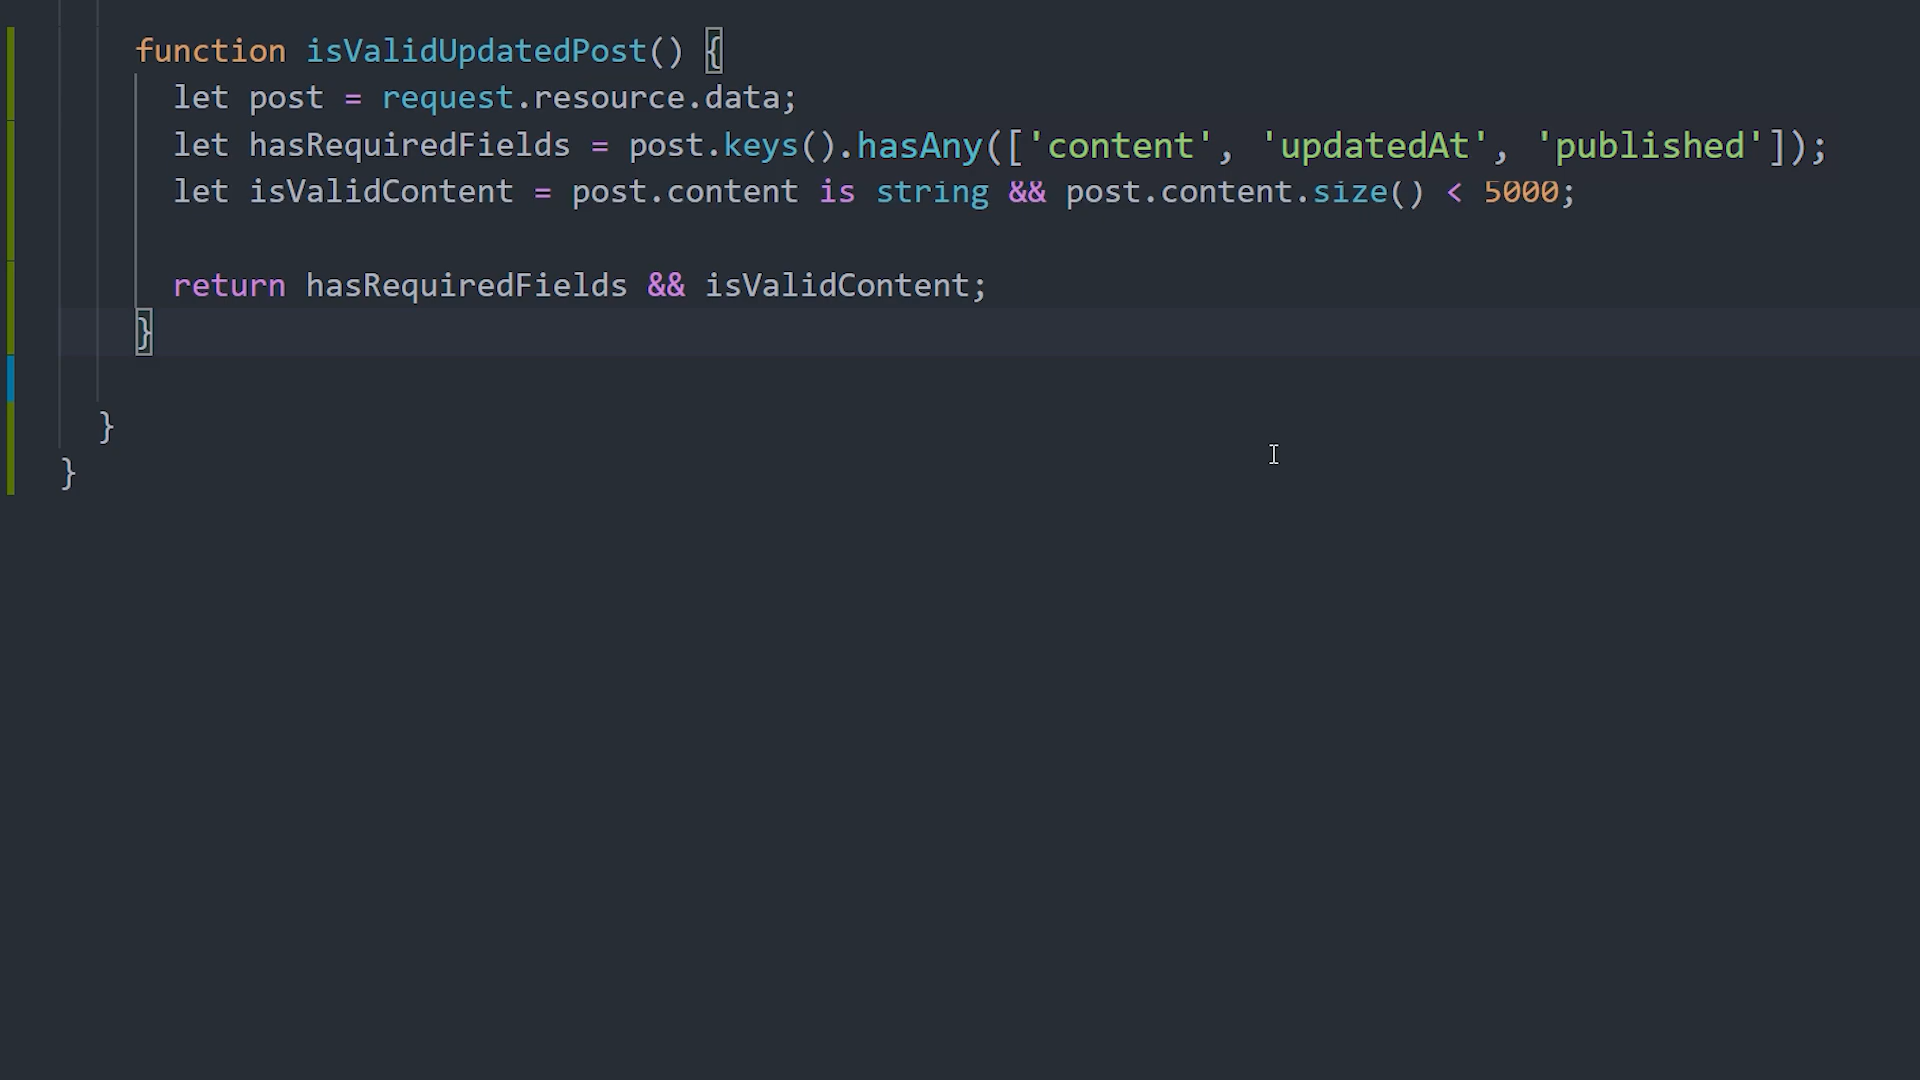 function isValidUpdatedPost() {
let post = request.resource.data;
let hasRequiredFields = post.keys().hasAny(['content', 'updatedAt', 'published']);
let isValidContent = post.content is string && post.content.size() < 5000;
return hasRequiredFields && isValidContent;
}
}
}